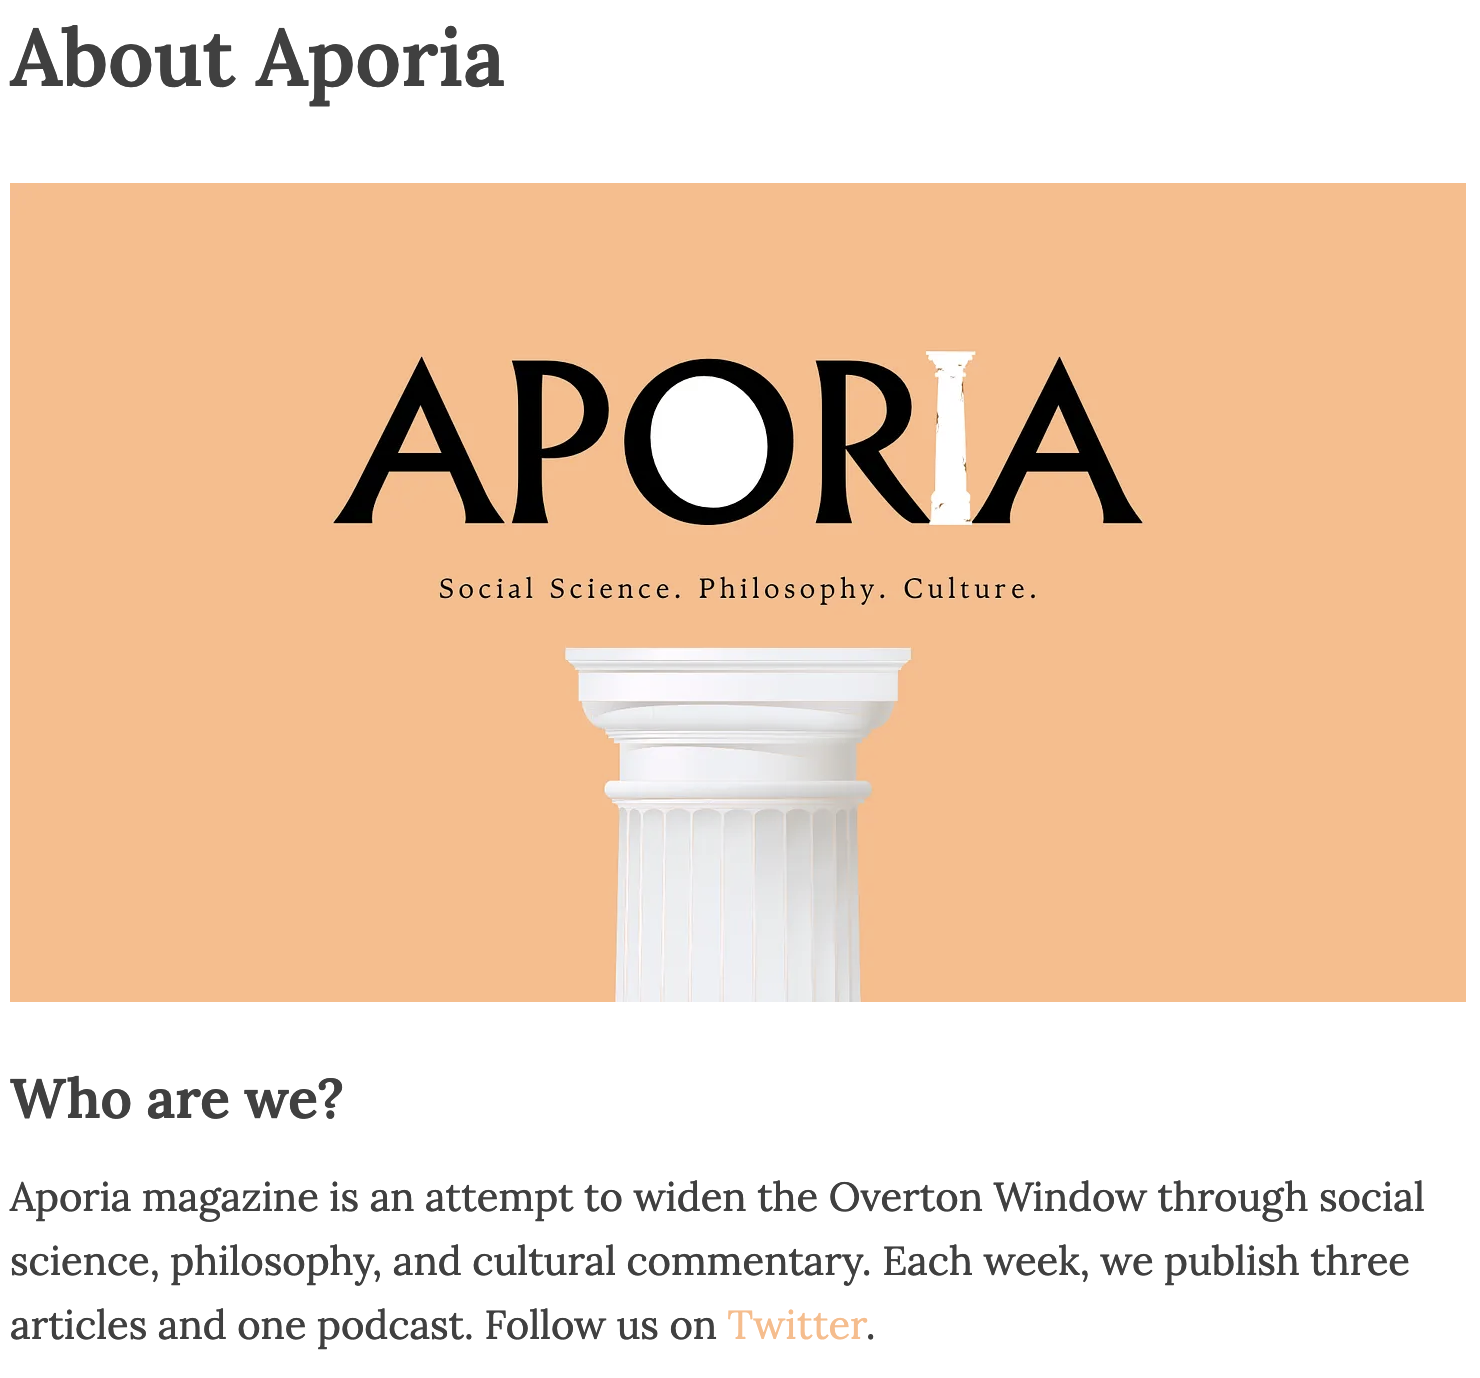 About Aporia
APORIA
Social Science. Philosophy. Culture.
Who are we?
Aporia magazine is an attempt to widen the Overton Window through social
science, philosophy, and cultural commentary. Each week, we publish three
articles and one podcast. Follow us on Twitter.